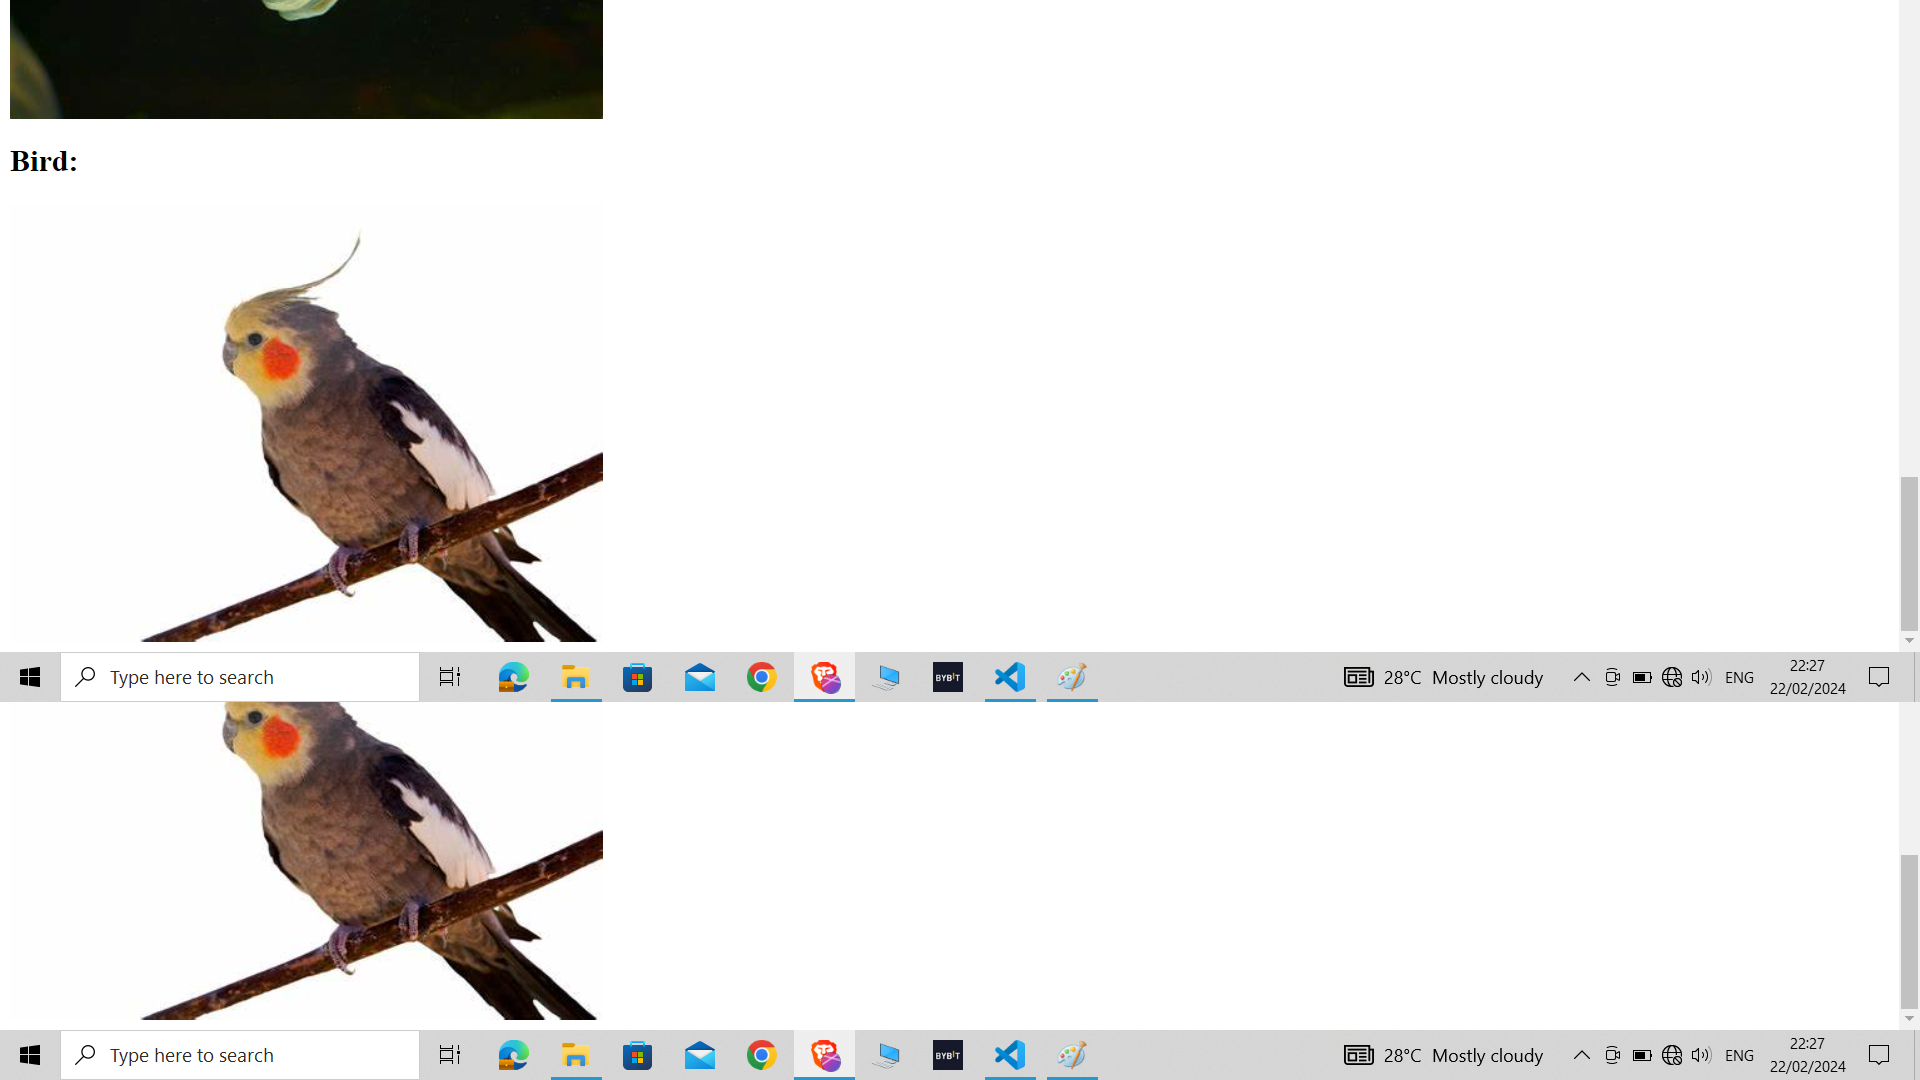 Bird:
Type here to search
BYBIT
28°C Mostly cloudy
ENG
22:27
22/02/2024
Type here to search
BYBIT
28°C Mostly cloudy
ENG
22:27
22/02/2024